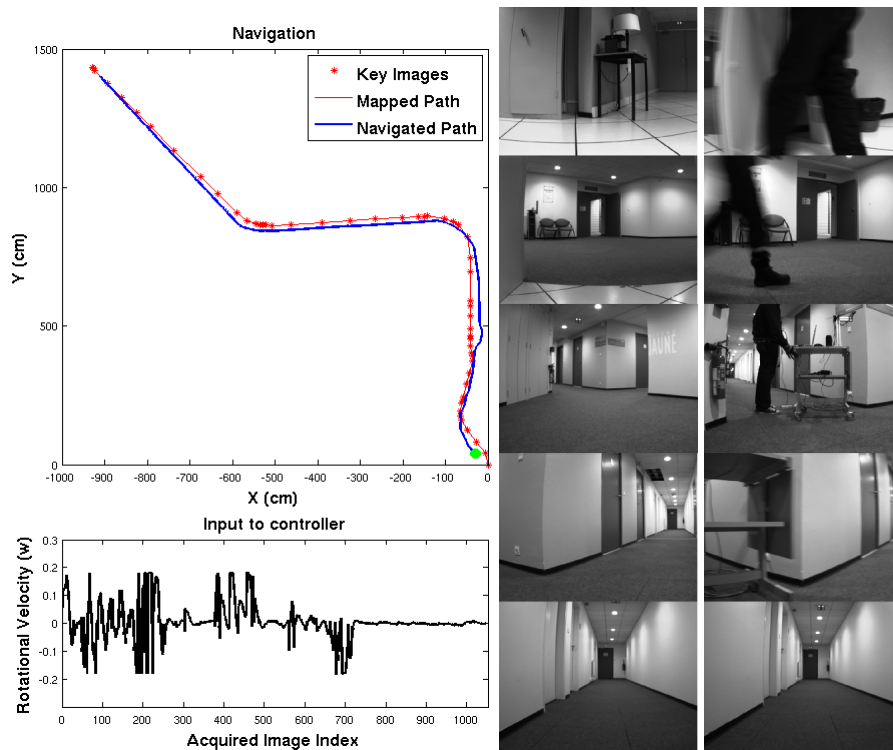 Navigation
1500
1000
500
0
Y (cm)
Key Images
Mapped Path
Navigated Path
-1000 -900 -800 -700 -600 -500 -400 -300 -200 -100 0
X (cm)
Input to controller
0.3
0.2
0.1
0
-0.1
-0.2
Rotational Velocity (w)
0 100 200 300 400 500 600 700 800 900 1000
Acquired Image Index
JAUNE